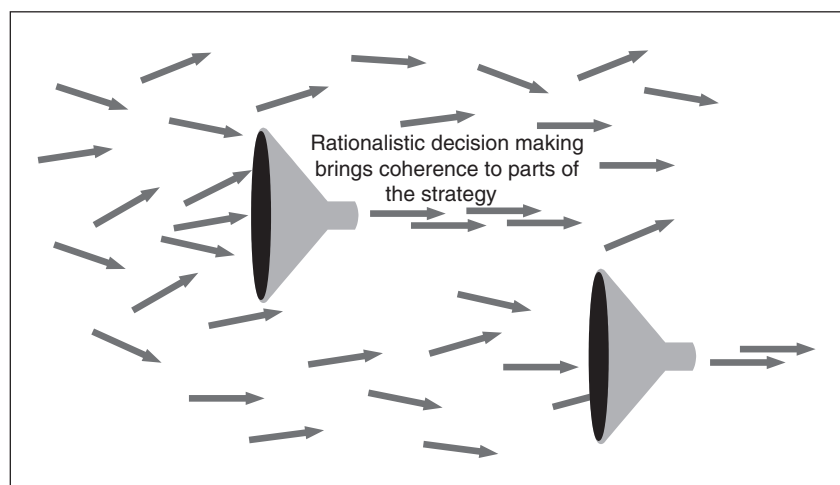 Rationalistic decision making
brings coherence to parts of
the strategy